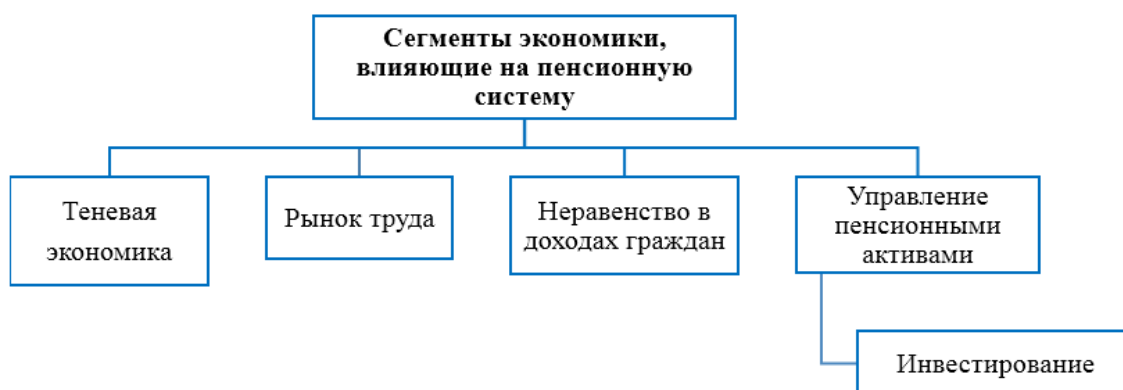 Сегменты экономики,
влияющие на пенсионную
систему
Теневая
экономика
Рынок труда
Неравенство в
доходах граждан
Управление
пенсионными
активами
Инвестирование